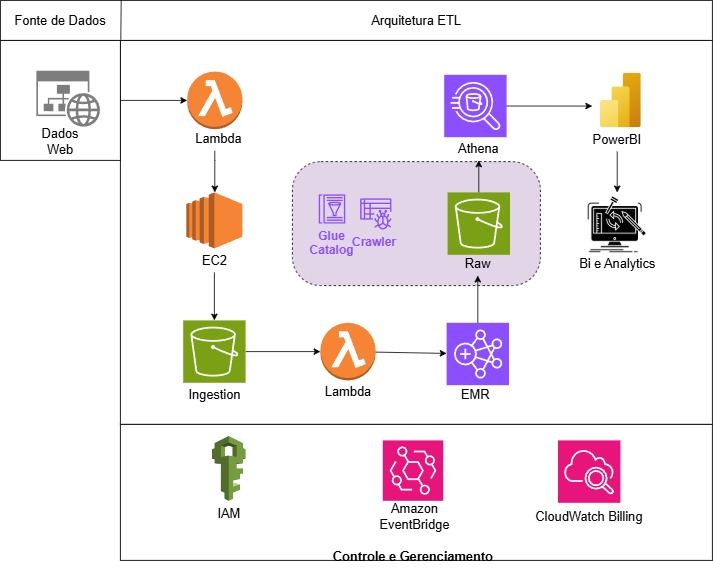 Fonte de Dados
Arquitetura ETL
Dados
Web
Lambda
Athena
PowerBI
EC2
Glue
Catalog
Crawler
Raw
Bi e Analytics
Ingestion
Lambda
EMR
IAM
Amazon
EventBridge
CloudWatch Billing
Controle e Gerenciamento